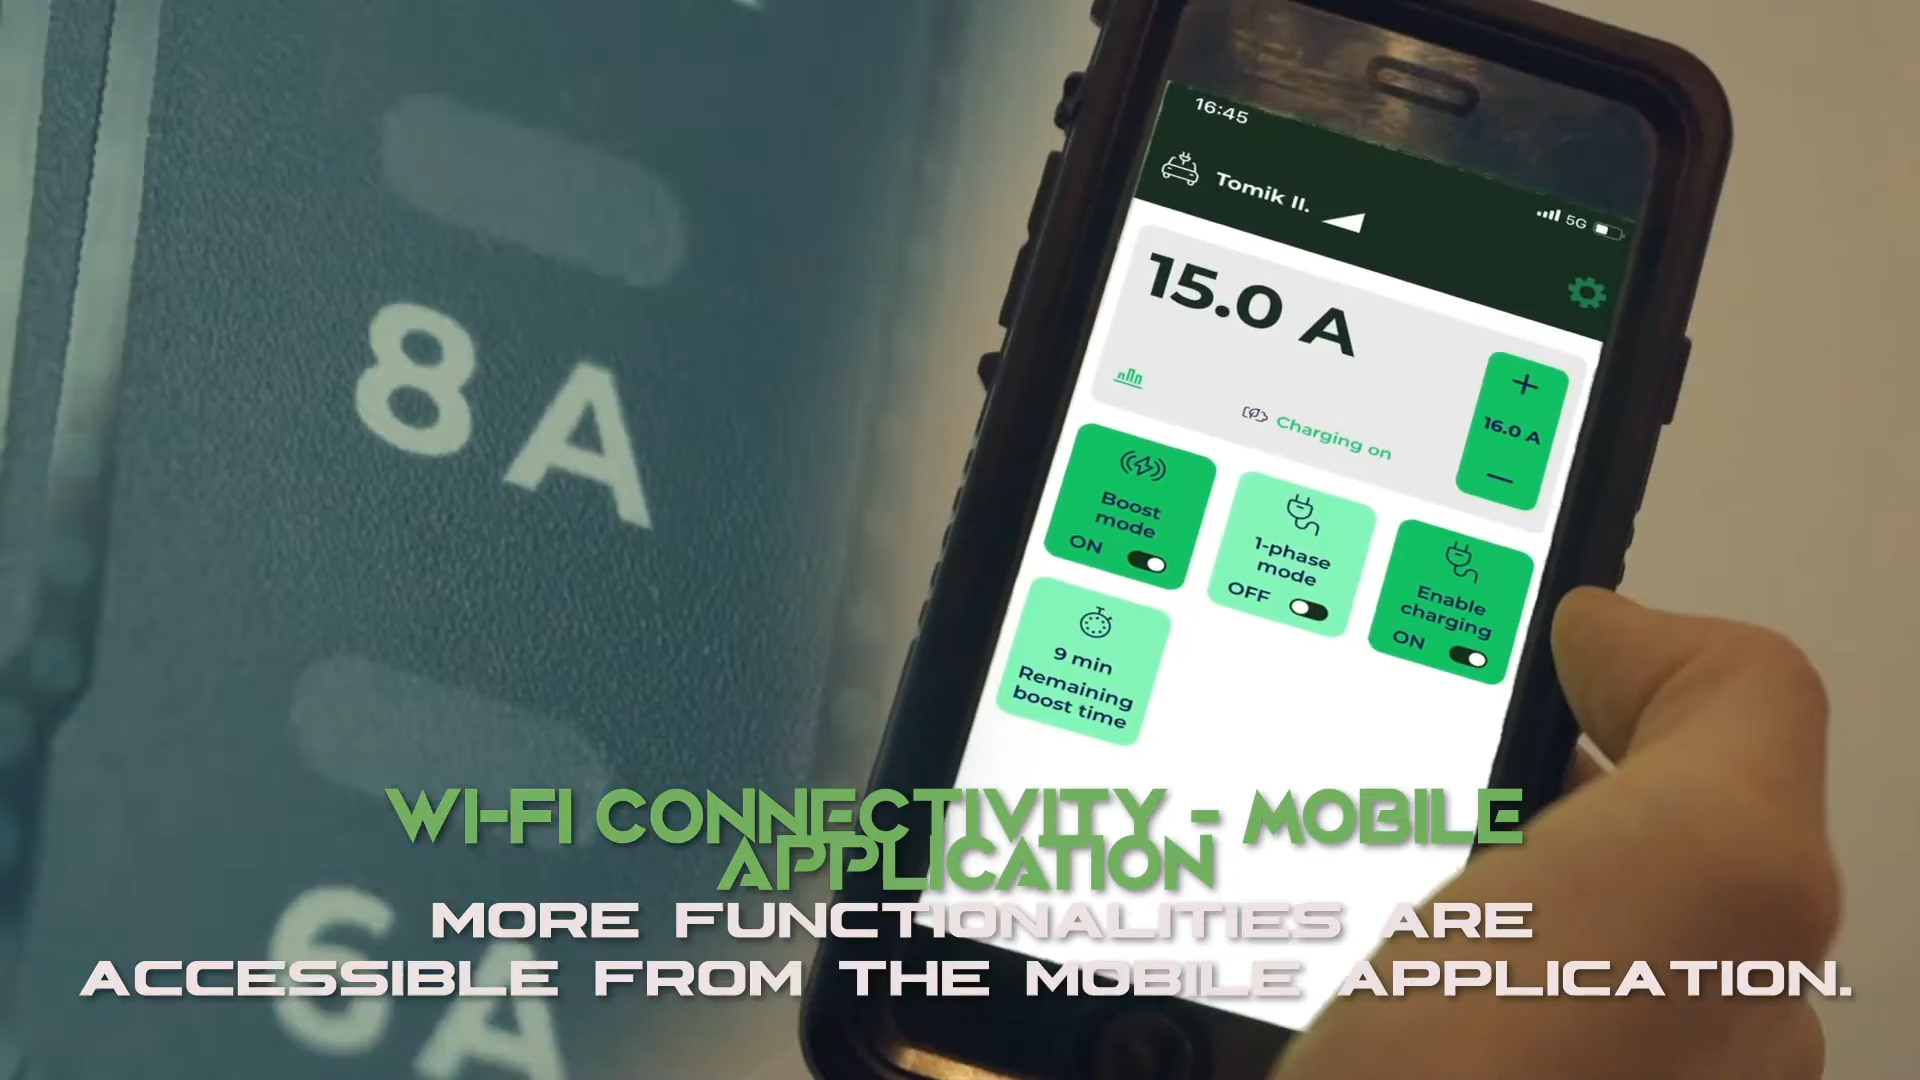 8A
6A
16:45
5G
Tomik II.
15.0 A
+
16.0 A
—
Charging on
Boost
mode
ON
1-phase
mode
OFF
Enable
charging
ON
9 min
Remaining
boost time
WI-FI CONNECTIVITY - MOBILE
APPLICATION
MORE FUNCTIONALITIES ARE
ACCESSIBLE FROM THE MOBILE APPLICATION.